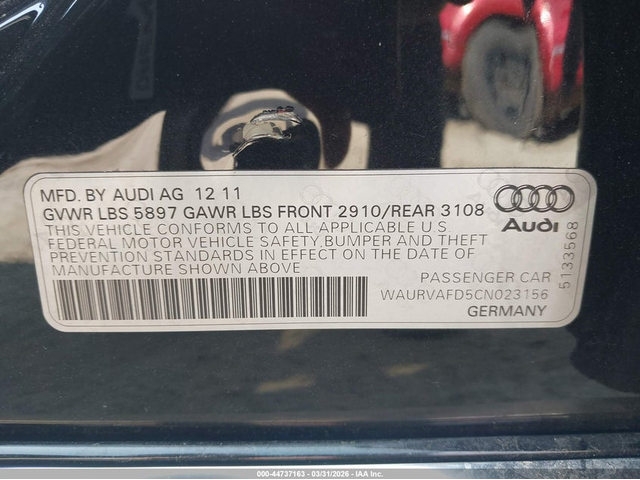 MFD. BY AUDI AG 12 11
GVWR LBS 5897 GAWR LBS FRONT 2910/REAR 3108
THIS VEHICLE CONFORMS TO ALL APPLICABLE U.S.
FEDERAL MOTOR VEHICLE SAFETY,BUMPER AND THEFT
PREVENTION STANDARDS IN EFFECT ON THE DATE OF
MANUFACTURE SHOWN ABOVE
Audi
5133568
PASSENGER CAR
WAURVAFD5CN023156
GERMANY
000-44737163 - 03/31/2026 - IAA Inc.